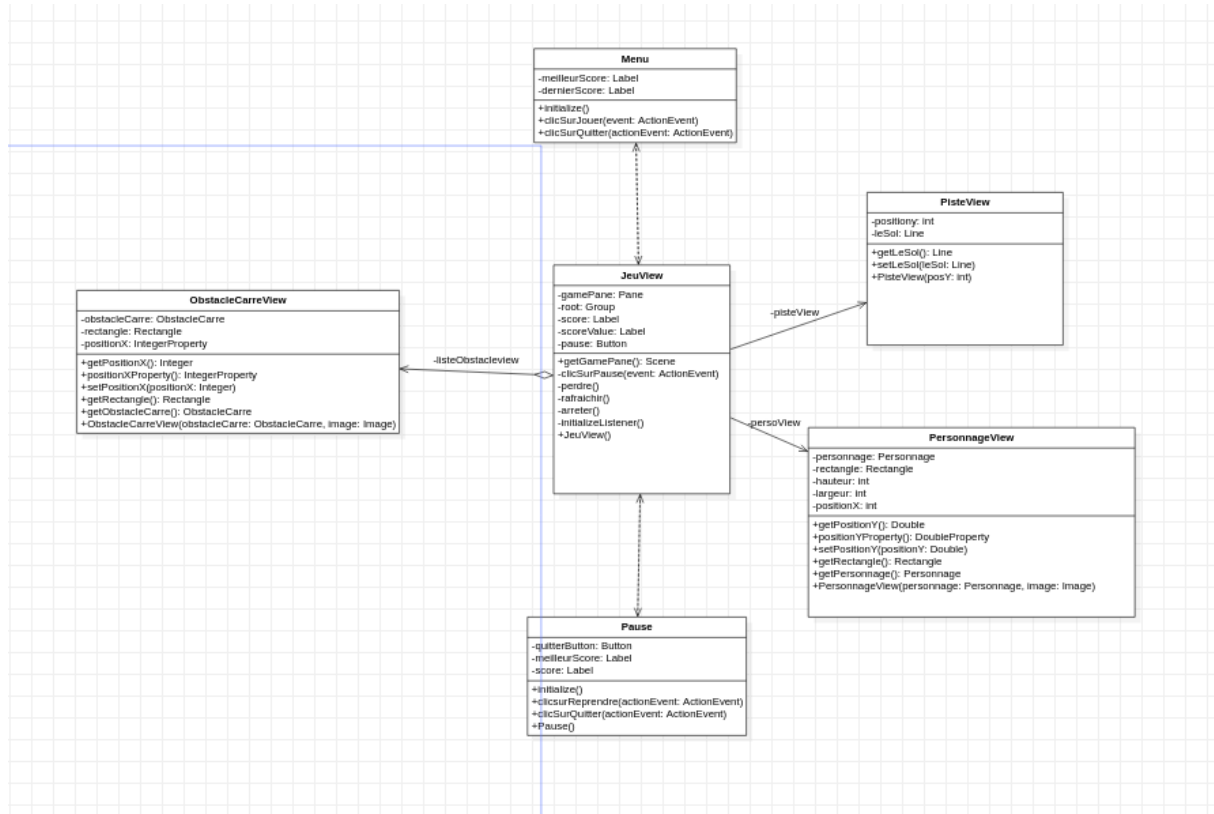 Menu
-meilleurScore: Label
-dernierScore: Label
+initialize()
+clicSurJouer(event: ActionEvent)
+clicSurQuitter(actionEvent: ActionEvent)
PisteView
-positiony: int
-leSol: Line
+getLeSol(): Line
+setLeSol(leSol: Line)
+PisteView(posY: int)
JeuView
-gamePane: Pane
-root: Group
-score: Label
-scoreValue: Label
-pause: Button
+getGamePane(): Scene
-clicSurPause(event: ActionEvent)
-perdre()
-rafraichir()
-arreter()
-initializeListener()
+JeuView()
-pisteView
-listeObstacleview
-persoView
ObstacleCarreView
-obstacleCarre: ObstacleCarre
-rectangle: Rectangle
-positionX: IntegerProperty
+getPositionX(): Integer
+positionXProperty(): IntegerProperty
+setPositionX(positionX: Integer)
+getRectangle(): Rectangle
+getObstacleCarre(): ObstacleCarre
+ObstacleCarreView(obstacleCarre: ObstacleCarre, image: Image)
PersonnageView
-personnage: Personnage
-rectangle: Rectangle
-hauteur: int
-largeur: int
-positionX: int
+getPositionY(): Double
+positionYProperty(): DoubleProperty
+setPositionY(positionY: Double)
+getRectangle(): Rectangle
+getPersonnage(): Personnage
+PersonnageView(personnage: Personnage, image: Image)
Pause
-quitterButton: Button
-meilleurScore: Label
-score: Label
+initialize()
+clicsurReprendre(actionEvent: ActionEvent)
+clicSurQuitter(actionEvent: ActionEvent)
+Pause()